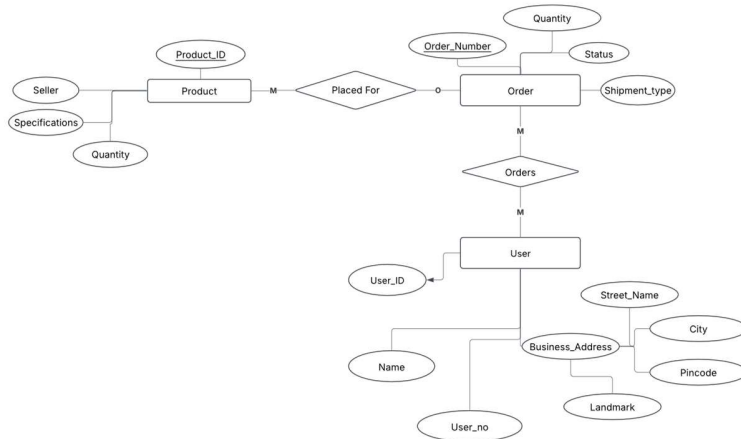 Quantity
Product_ID
Order_Number
Status
Seller
Product
M
Placed For
O
Order
Shipment_type
Specifications
Quantity
M
Orders
M
User
User_ID
Street_Name
City
Business_Address
Name
Pincode
Landmark
User_no